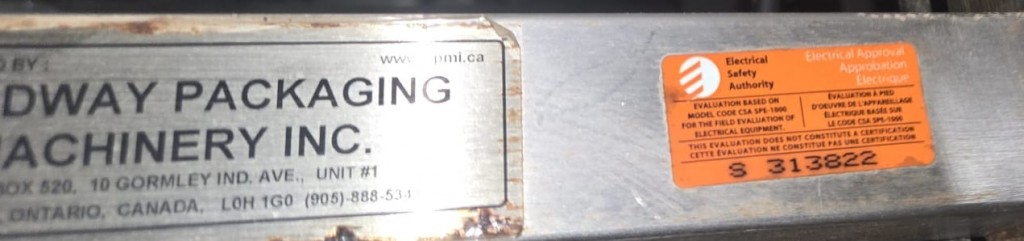 D BY :
www pmi.ca
DWAY PACKAGING
ACHINERY INC.
BOX 520, 10 GORMLEY IND. AVE., UNIT #1
ONTARIO, CANADA, L0H 1G0 (905)-888-534
Electrical
Safety
Authority
Electrical Approval
Approbation
Électrique
EVALUATION BASED ON
MODEL CODE CSA SPE-1000
FOR THE FIELD EVALUATION OF
ELECTRICAL EQUIPMENT.
ÉVALUATION À PIED
D'OEUVRE DE L'APPAREILLAGE
ÉLECTRIQUE BASÉE SUR
LE CODE CSA SPE-1000
THIS EVALUATION DOES NOT CONSTITUTE A CERTIFICATION
CETTE ÉVALUATION NE CONSTITUE PAS UNE CERTIFICATION
S 313822